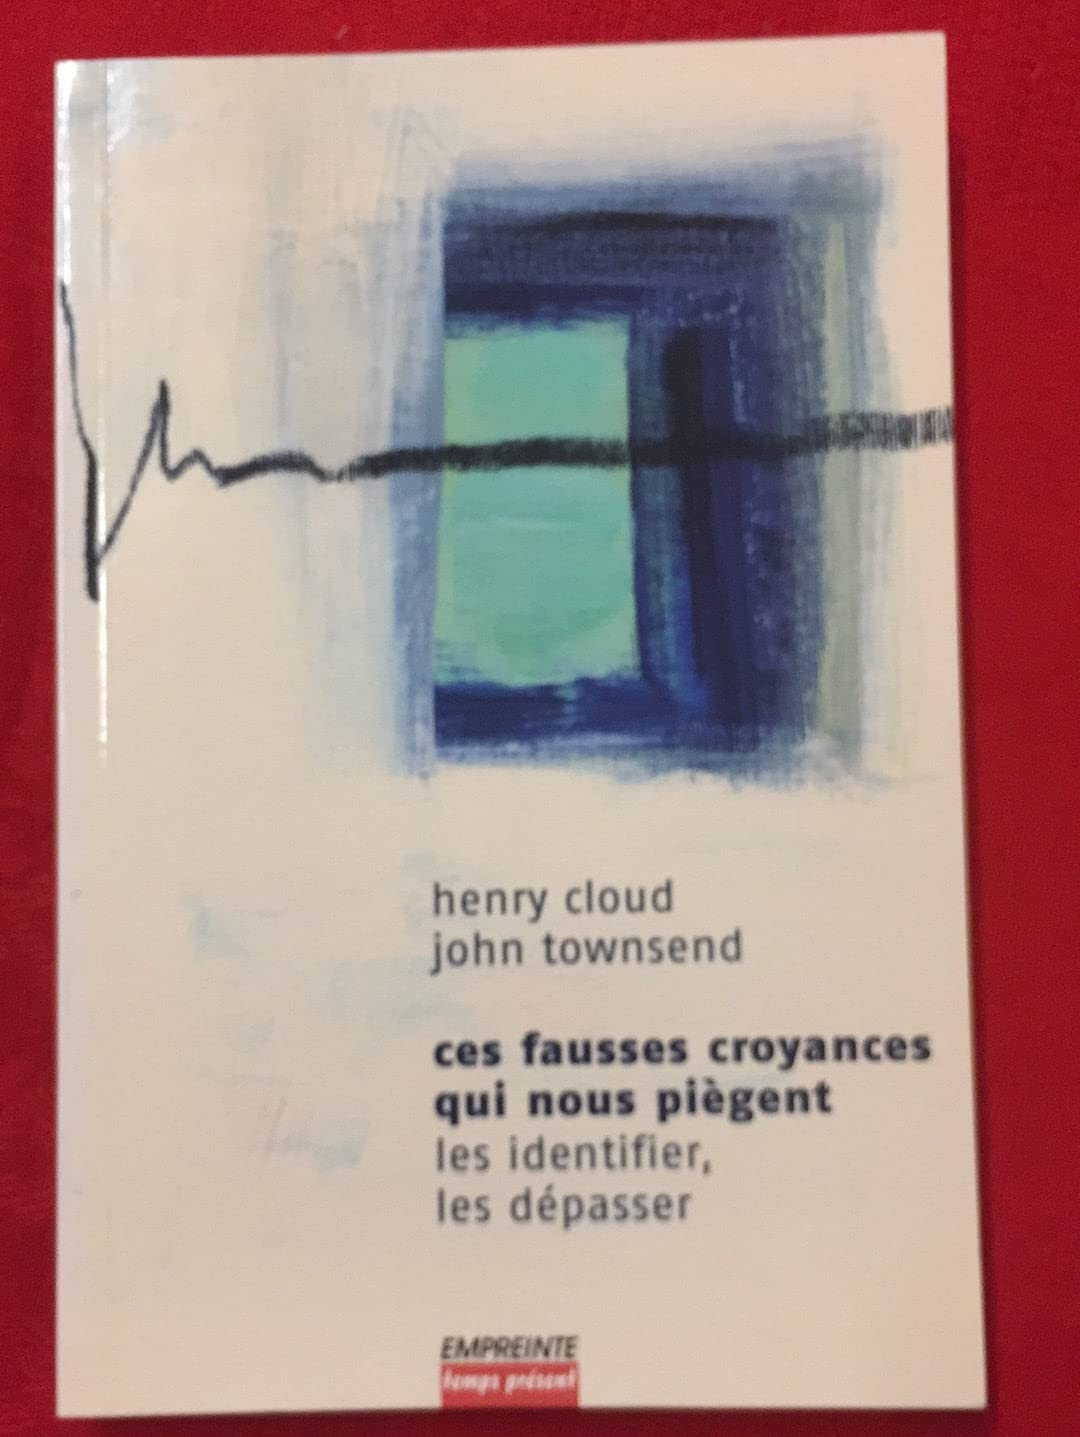 henry cloud
john townsend
ces fausses croyances
qui nous piègent
les identifier,
les dépasser
EMPREINTE
temps présent